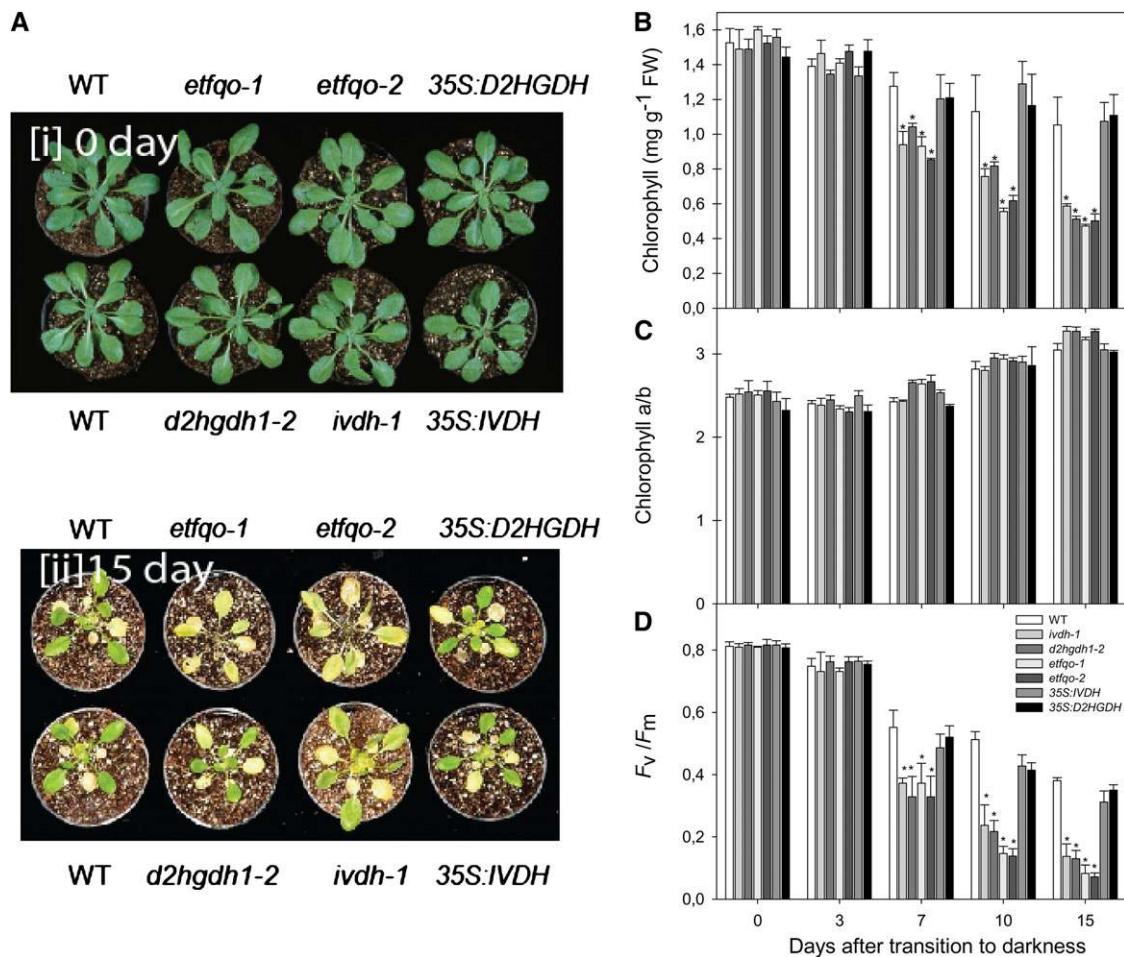 A
WT etfqo-1 etfqo-2 35S:D2HGDH
[i] 0 day
WT d2hgdh1-2 ivdh-1 35S:IVDH
WT etfqo-1 etfqo-2 35S:D2HGDH
[ii]15 day
WT d2hgdh1-2 ivdh-1 35S:IVDH
B
Chlorophyll (mg g-1 FW)
1,6
1,4
1,2
1,0
0,8
0,6
0,4
0,2
0,0
* * * *
* * * *
* * * *
C
Chlorophyll a/b
3
2
1
0
D
Fv/Fm
0,8
0,6
0,4
0,2
0,0
* * * *
* * * *
* * * *
WT
ivdh-1
d2hgdh1-2
etfqo-1
etfqo-2
35S:IVDH
35S:D2HGDH
0 3 7 10 15
Days after transition to darkness